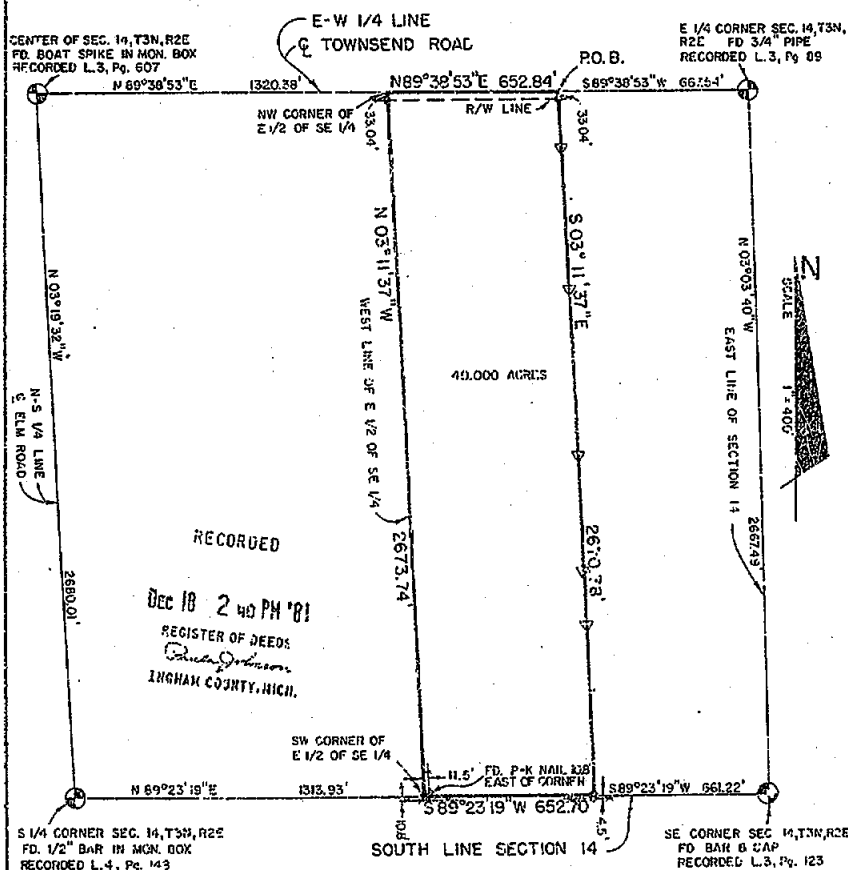 E-W 1/4 LINE
℄ TOWNSEND ROAD
CENTER OF SEC. 14,T3N,R2E
FD. BOAT SPIKE IN MON. BOX
RECORDED L.3, Pg. 607
E 1/4 CORNER SEC. 14,T3N,
R2E FD 3/4" PIPE
RECORDED L.3, Pg 89
P.O.B.
N 89°38'53"E 1320.38'
N89°38'53"E 652.84'
S89°38'53"W 667.54'
NW CORNER OF
E 1/2 OF SE 1/4
33.04'
R/W LINE
33.04'
N 03°19'32"W
N-S 1/4 LINE
℄ ELM ROAD
2680.01'
N 03°11'37"W
WEST LINE OF E 1/2 OF SE 1/4
2673.74'
40.000 ACRES
S 03°11'37"E
2670.78'
N 03°03'40"W
EAST LINE OF SECTION 14
2667.49'
N
SCALE 1" = 400'
RECORDED
DEC 18 2 40 PM '81
REGISTER OF DEEDS
INGHAM COUNTY, MICH.
SW CORNER OF
E 1/2 OF SE 1/4
11.5'
FD. P-K NAIL
EAST OF CORNER
N 89°23'19"E 1313.93'
10.8'
S 89°23'19"W 652.70'
4.5'
S89°23'19"W 661.22'
S 1/4 CORNER SEC. 14,T3N,R2E
FD. 1/2" BAR IN MON. BOX
RECORDED L.4, Pg. 143
SOUTH LINE SECTION 14
SE CORNER SEC 14,T3N,R2E
FD BAR & CAP
RECORDED L.3, Pg. 123